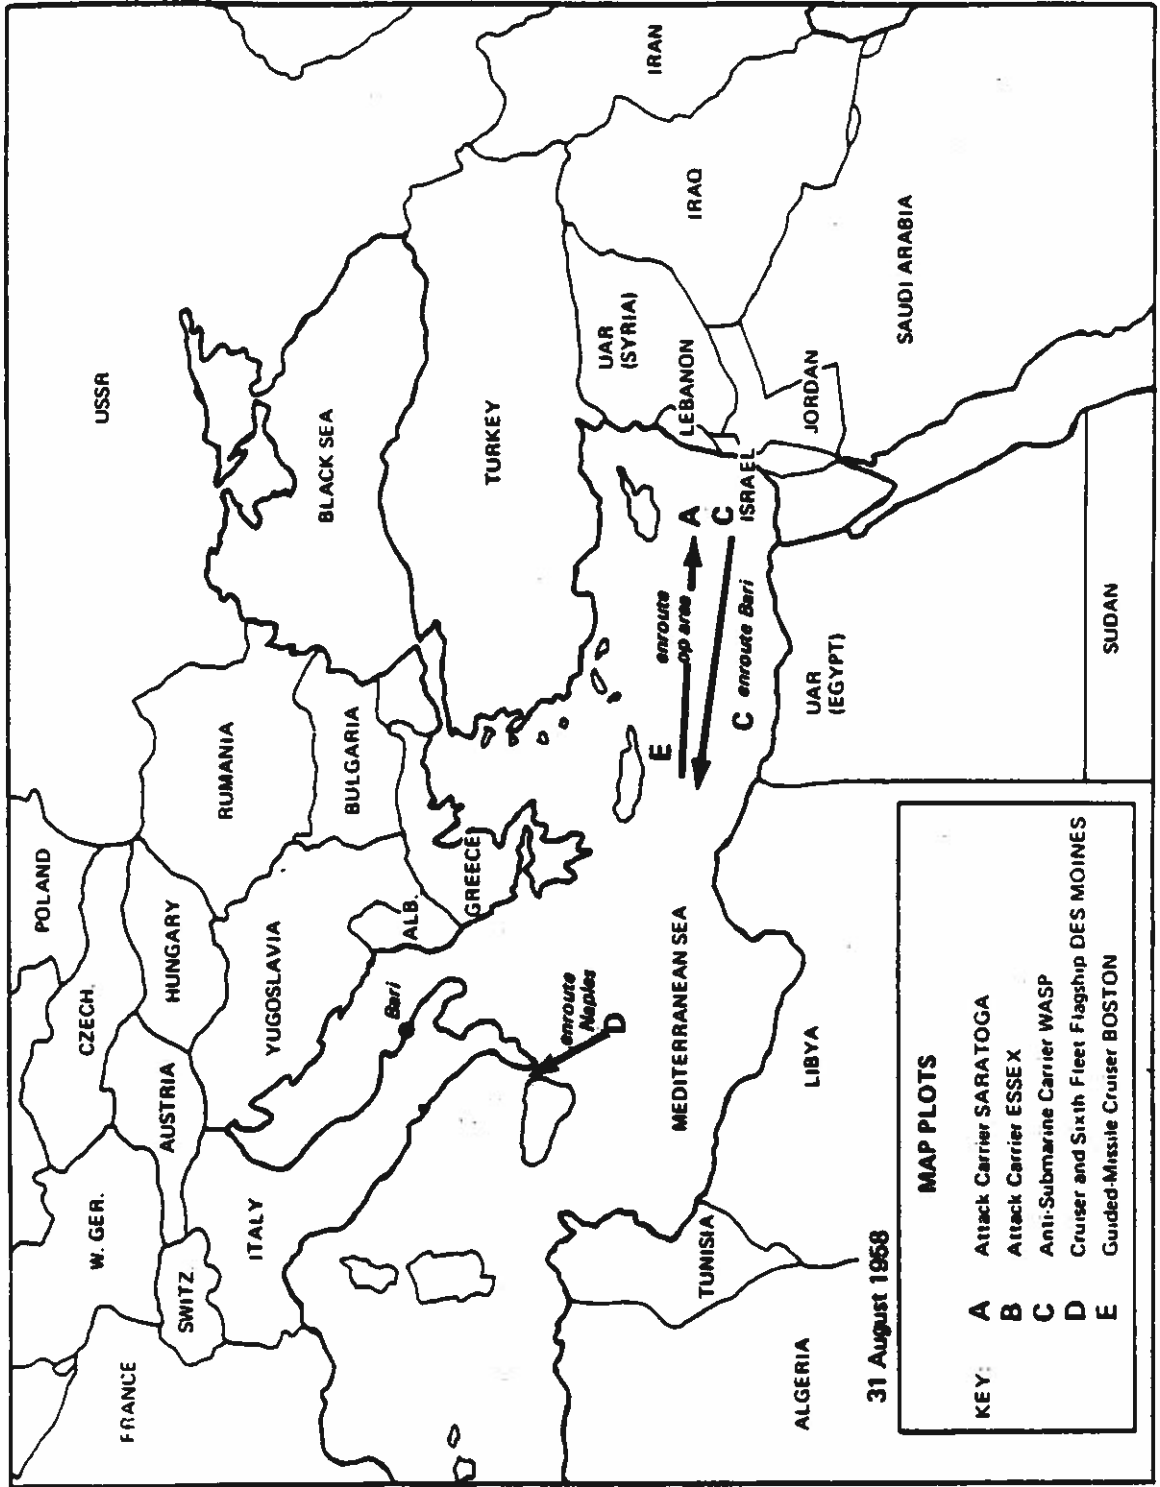 USSR
POLAND
CZECH.
W. GER.
FRANCE
SWITZ.
AUSTRIA
HUNGARY
RUMANIA
YUGOSLAVIA
ITALY
BULGARIA
BLACK SEA
ALB.
GREECE
TURKEY
Bari
enroute
Naples
D
E
enroute
op area
A
C
C enroute Bari
MEDITERRANEAN SEA
UAR
(SYRIA)
LEBANON
ISRAEL
JORDAN
IRAQ
IRAN
SAUDI ARABIA
UAR
(EGYPT)
SUDAN
LIBYA
TUNISIA
ALGERIA
31 August 1958
MAP PLOTS
KEY: A Attack Carrier SARATOGA
B Attack Carrier ESSEX
C Anti-Submarine Carrier WASP
D Cruiser and Sixth Fleet Flagship DES MOINES
E Guided-Missile Cruiser BOSTON